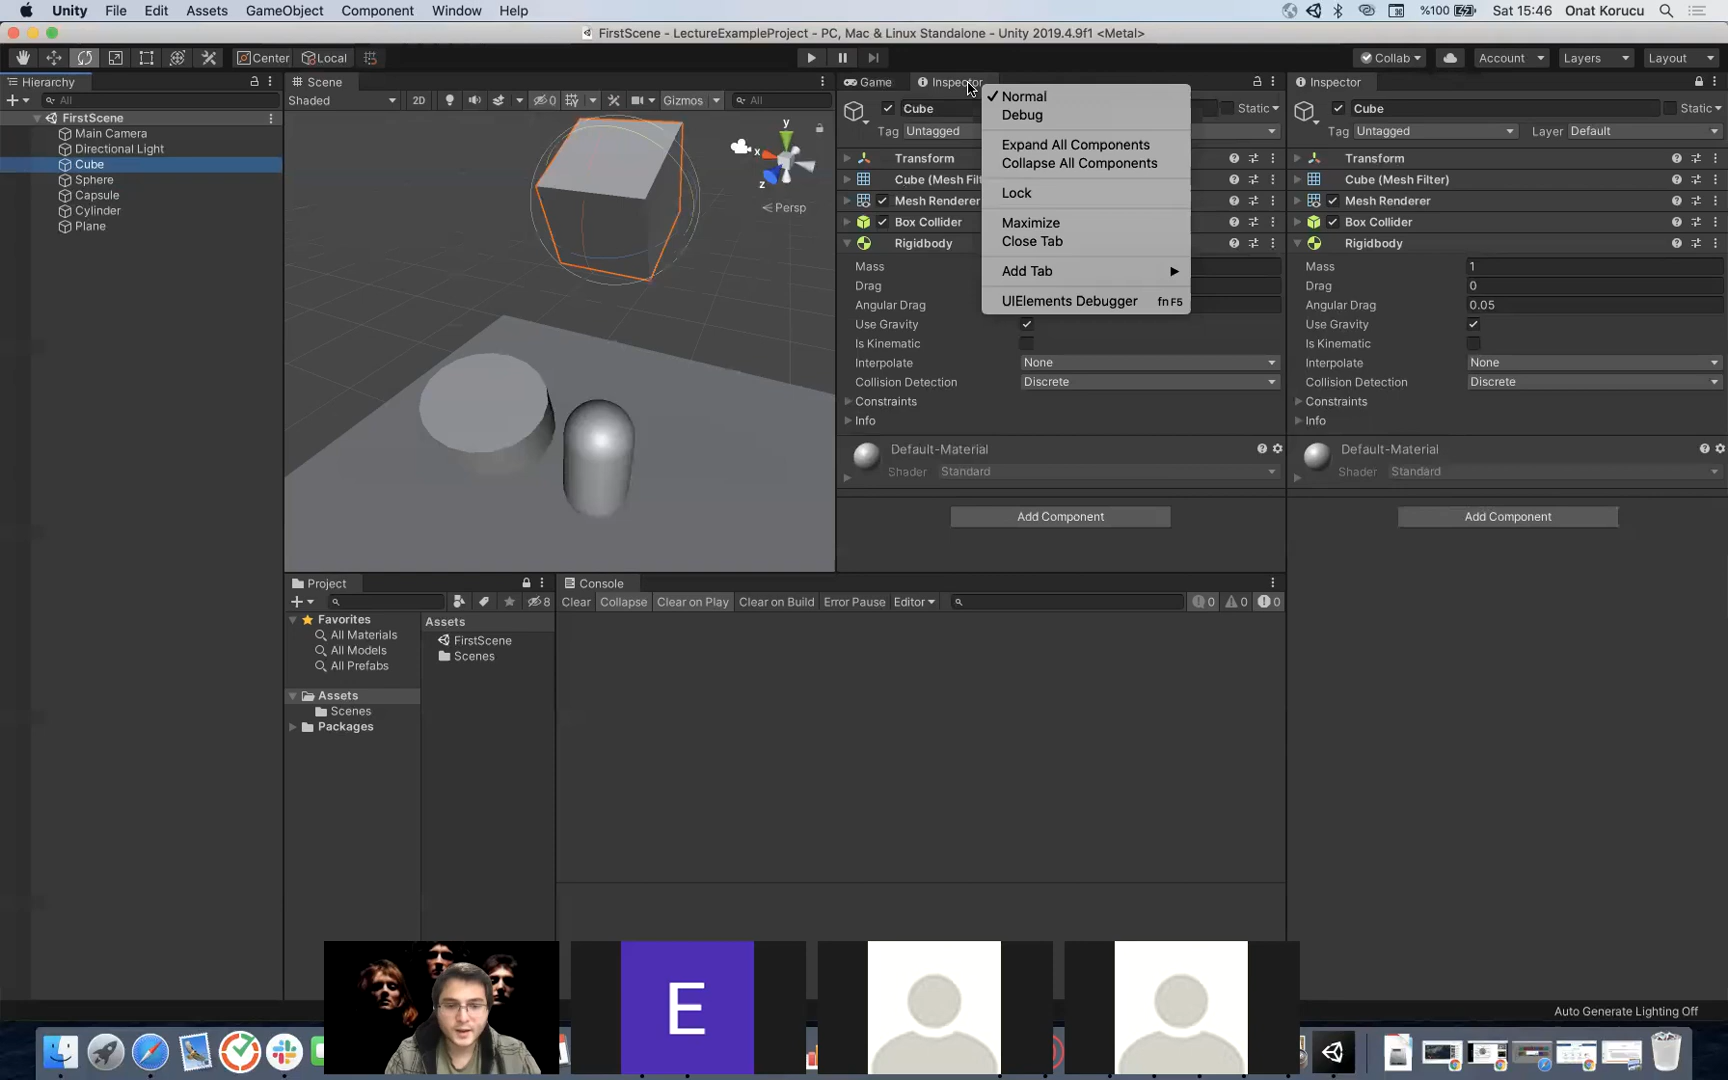 Unity File Edit Assets GameObject Component Window Help %100 Sat 15:46 Onat Korucu
FirstScene - LectureExampleProject - PC, Mac & Linux Standalone - Unity 2019.4.9f1 <Metal>
Center Local Collab Account Layers Layout
Hierarchy
All
FirstScene
Main Camera
Directional Light
Cube
Sphere
Capsule
Cylinder
Plane
Scene
Shaded 2D 0 Gizmos All
y
x
z
Persp
Game Inspector
Cube Static
Tag Untagged
Transform
Cube (Mesh Filt
Mesh Renderer
Box Collider
Rigidbody
Mass
Drag
Angular Drag
Use Gravity
Is Kinematic
Interpolate None
Collision Detection Discrete
Constraints
Info
Default-Material
Shader Standard
Add Component
Normal
Debug
Expand All Components
Collapse All Components
Lock
Maximize
Close Tab
Add Tab
UIElements Debugger fn F5
Inspector
Cube Static
Tag Untagged Layer Default
Transform
Cube (Mesh Filter)
Mesh Renderer
Box Collider
Rigidbody
Mass 1
Drag 0
Angular Drag 0.05
Use Gravity
Is Kinematic
Interpolate None
Collision Detection Discrete
Constraints
Info
Default-Material
Shader Standard
Add Component
Project
8
Favorites
All Materials
All Models
All Prefabs
Assets
Scenes
Packages
Assets
FirstScene
Scenes
Console
Clear Collapse Clear on Play Clear on Build Error Pause Editor 0 0 0
E
Auto Generate Lighting Off